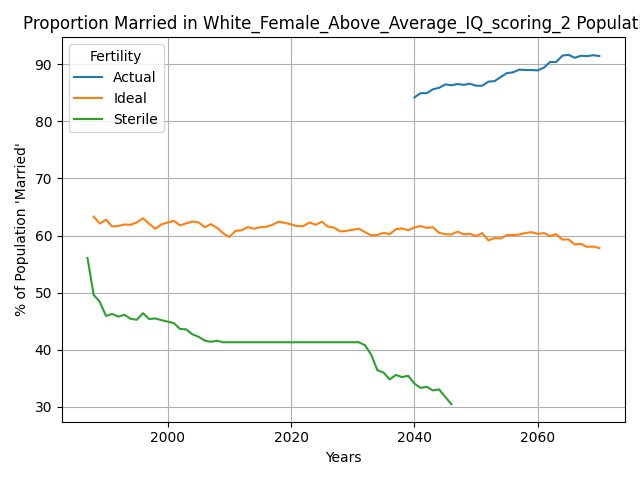 Proportion Married in White_Female_Above_Average_IQ_scoring_2 Populati
Fertility
Actual
Ideal
Sterile
% of Population 'Married'
90
80
70
60
50
40
30
2000
2020
2040
2060
Years